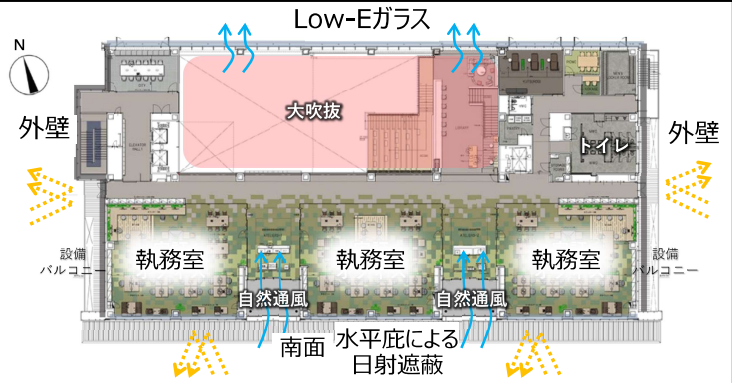 Low-Eガラス
N
大吹抜
外壁
外壁
トイレ
執務室
執務室
執務室
設備
バルコニー
設備
バルコニー
自然通風
自然通風
南面
水平庇による
日射遮蔽